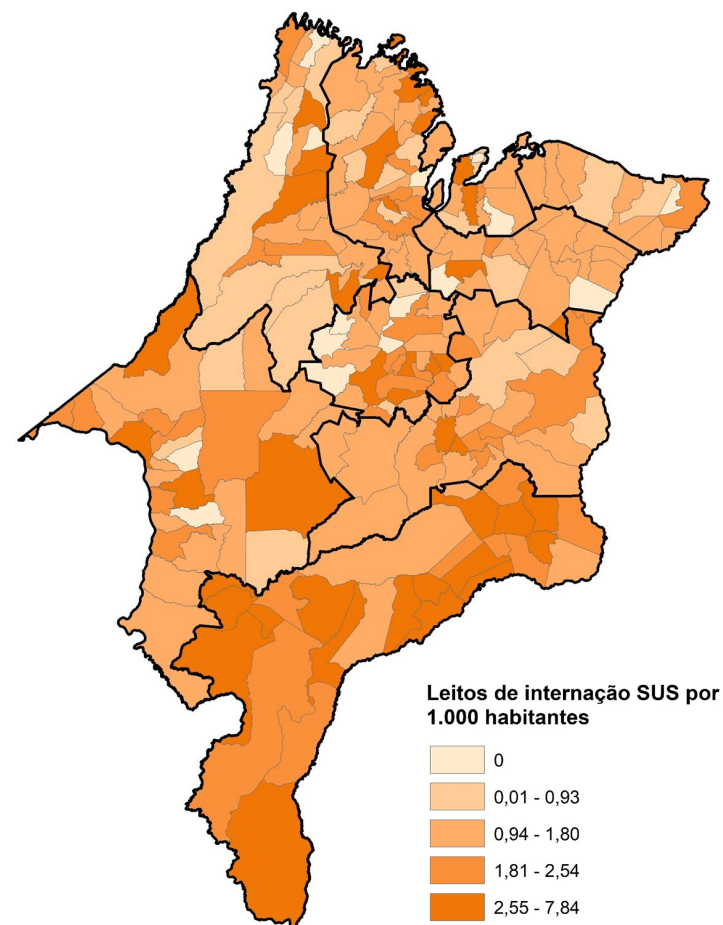 Leitos de internação SUS por
1.000 habitantes
0
0,01 - 0,93
0,94 - 1,80
1,81 - 2,54
2,55 - 7,84